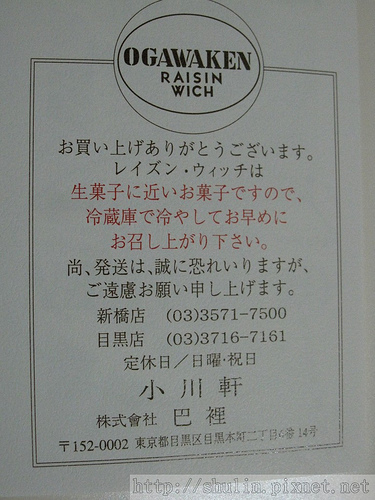 OGAWAKEN
RAISIN
WICH
お買い上げありがとうございます。
レイズン・ウィッチは
生菓子に近いお菓子ですので、
冷蔵庫で冷やしてお早めに
お召し上がり下さい。
尚、発送は、誠に恐れいりますが、
ご遠慮お願い申し上げます。
新橋店 (03)3571-7500
目黒店 (03)3716-7161
定休日／日曜・祝日
小川軒
株式會社 巴裡
〒152-0002 東京都目黒区目黒本町二丁目6番14号
http://shulin.pixnet.net